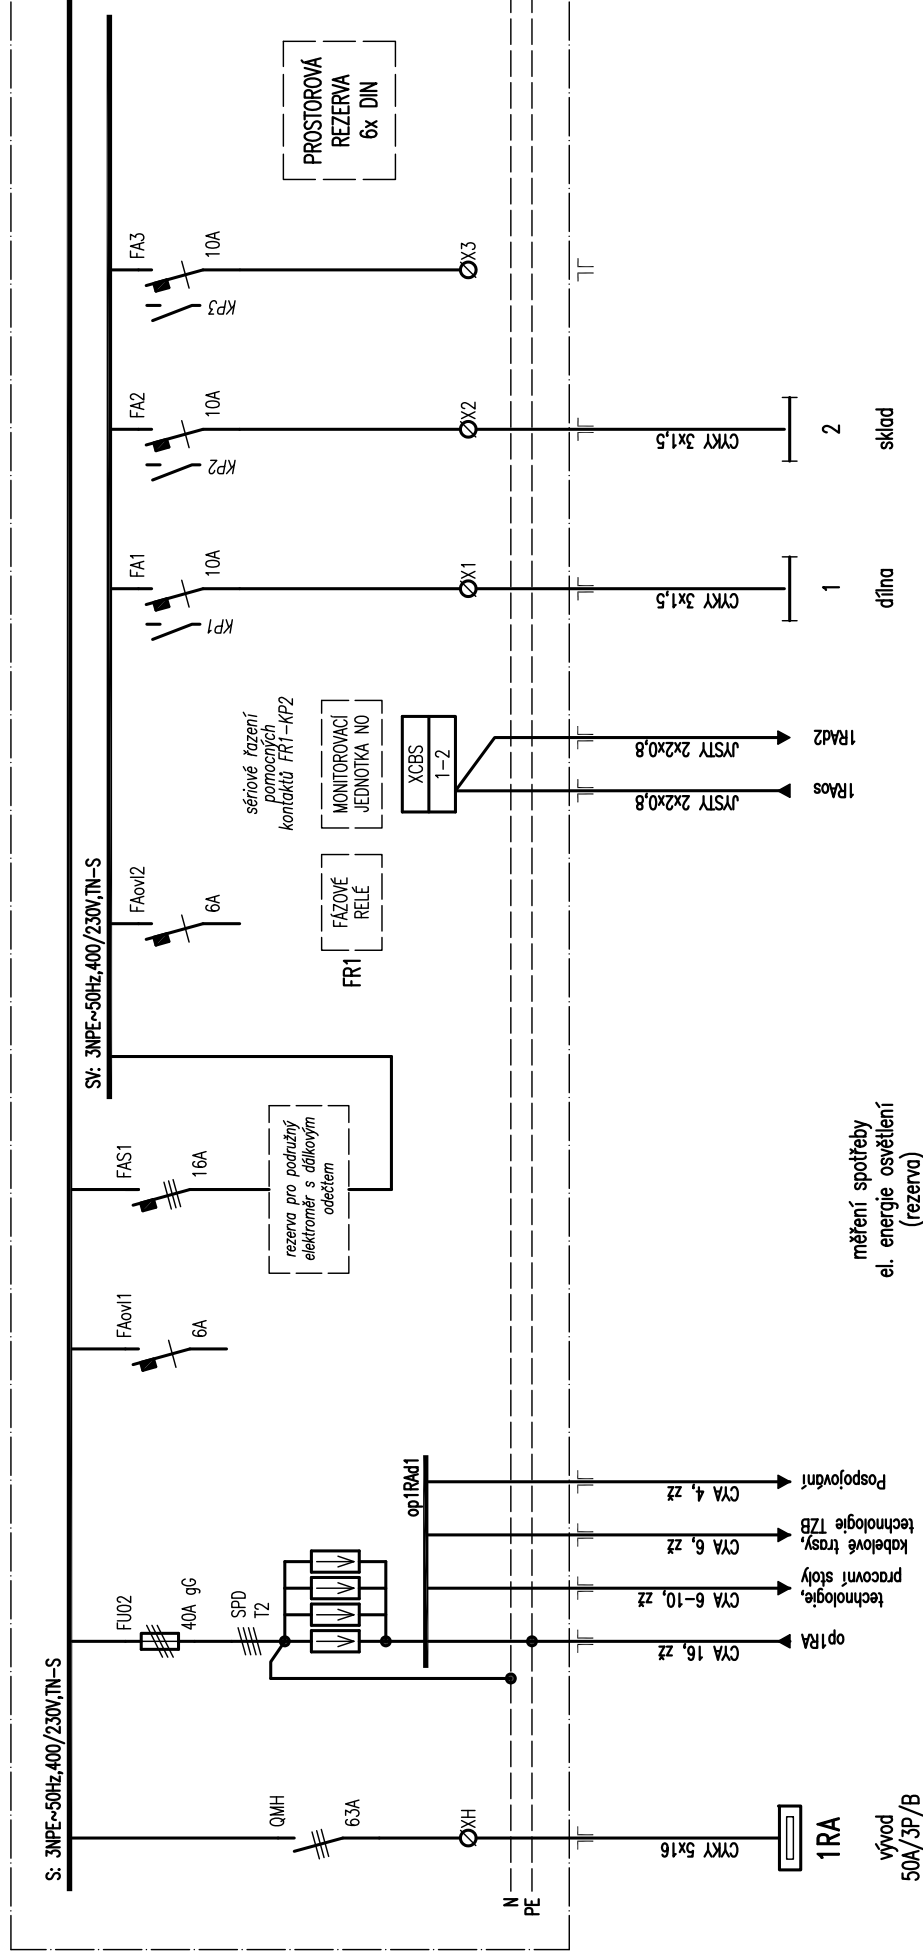 S: 3NPE~50Hz,400/230V,TN-S
SV: 3NPE~50Hz,400/230V,TN-S
QMH
63A
XH
N
PE
CYKY 5x16
1RA
vývod
50A/3P/B
FU02
40A gG
SPD
T2
op1RAd1
CYA 16, zž
op1RA
CYA 6-10, zž
technologie,
pracovní stoly
CYA 6, zž
kabelové trasy,
technologie TZB
CYA 4, zž
Pospojování
FAovl1
6A
FAS1
16A
rezerva pro podružný
elektroměr s dálkovým
odečtem
měření spotřeby
el. energie osvětlení
(rezerva)
FAovl2
6A
FR1
FÁZOVÉ
RELÉ
sériové řazení
pomocných
kontaktů FR1-KP2
MONITOROVACÍ
JEDNOTKA NO
XCBS
1-2
JYSTY 2x2x0,8
1RAos
JYSTY 2x2x0,8
1RAd2
FA1
10A
KP1
X1
CYKY 3x1,5
1
dílna
FA2
10A
KP2
X2
CYKY 3x1,5
2
sklad
FA3
10A
KP3
X3
PROSTOROVÁ
REZERVA
6x DIN